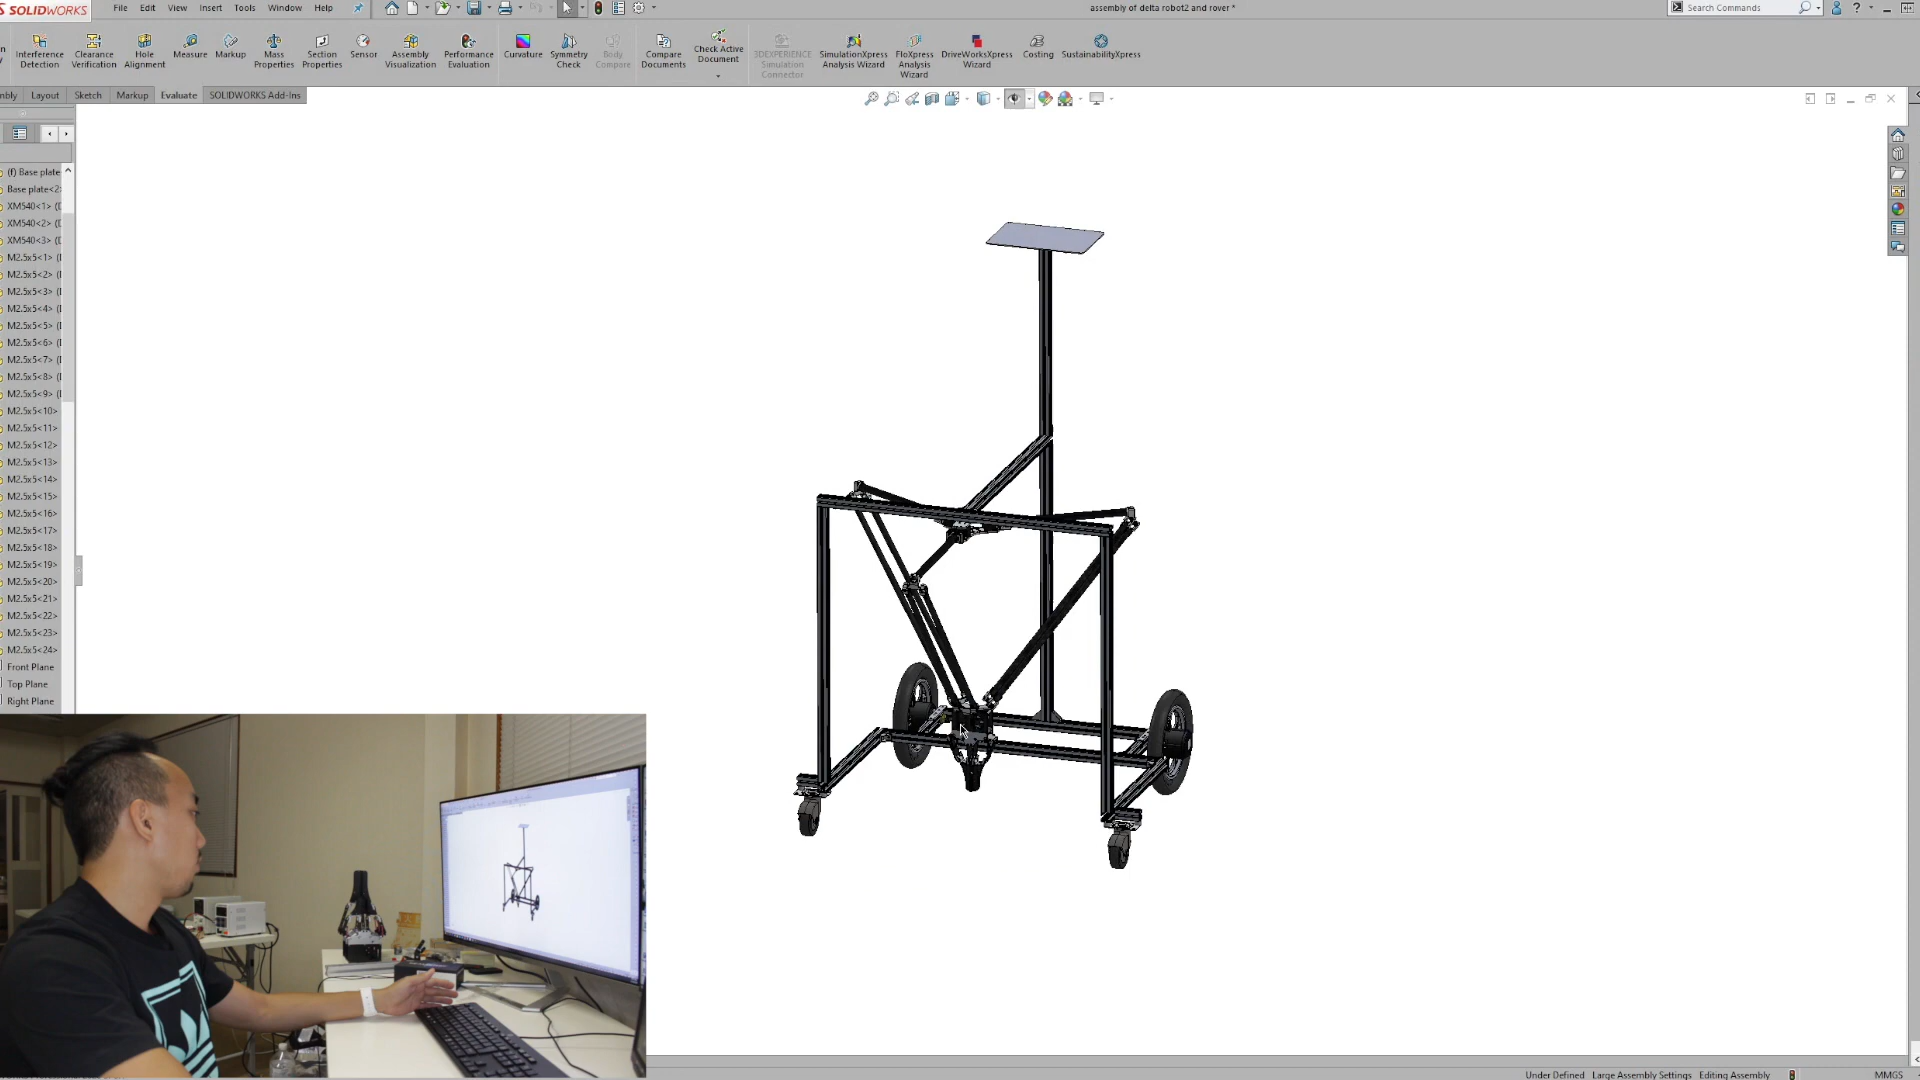 SOLIDWORKS
File Edit View Insert Tools Window Help
assembly of delta robot2 and rover *
Search Commands
Interference Detection
Clearance Verification
Hole Alignment
Measure
Markup
Mass Properties
Section Properties
Sensor
Assembly Visualization
Performance Evaluation
Curvature
Symmetry Check
Body Compare
Compare Documents
Check Active Document
3DEXPERIENCE Simulation Connector
SimulationXpress Analysis Wizard
FloXpress Analysis Wizard
DriveWorksXpress Wizard
Costing
SustainabilityXpress
mbly Layout Sketch Markup Evaluate SOLIDWORKS Add-Ins
(f) Base plate
Base plate<2>
XM540<1> (D
XM540<2> (D
XM540<3> (D
M2.5x5<1> (D
M2.5x5<2> (D
M2.5x5<3> (D
M2.5x5<4> (D
M2.5x5<5> (D
M2.5x5<6> (D
M2.5x5<7> (D
M2.5x5<8> (D
M2.5x5<9> (D
M2.5x5<10>
M2.5x5<11>
M2.5x5<12>
M2.5x5<13>
M2.5x5<14>
M2.5x5<15>
M2.5x5<16>
M2.5x5<17>
M2.5x5<18>
M2.5x5<19>
M2.5x5<20>
M2.5x5<21>
M2.5x5<22>
M2.5x5<23>
M2.5x5<24>
Front Plane
Top Plane
Right Plane
Under Defined Large Assembly Settings Editing Assembly MMGS